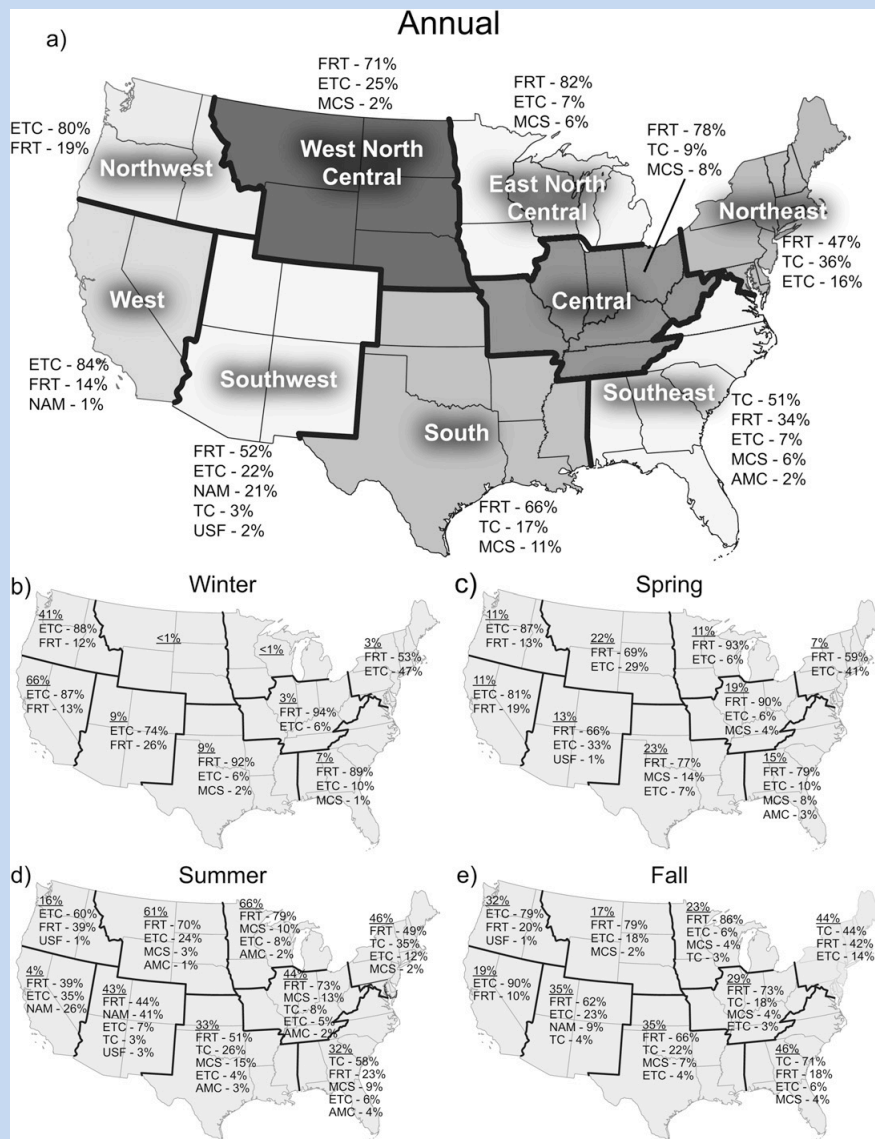 Annual
a)
FRT - 71%
ETC - 25%
MCS - 2%
FRT - 82%
ETC - 7%
MCS - 6%
FRT - 78%
TC - 9%
MCS - 8%
ETC - 80%
FRT - 19%
Northwest
West North
Central
East North
Central
Northeast
FRT - 47%
TC - 36%
ETC - 16%
West
Central
ETC - 84%
FRT - 14%
NAM - 1%
Southwest
Southeast
South
TC - 51%
FRT - 34%
ETC - 7%
MCS - 6%
AMC - 2%
FRT - 52%
ETC - 22%
NAM - 21%
TC - 3%
USF - 2%
FRT - 66%
TC - 17%
MCS - 11%
b)
Winter
41%
ETC - 88%
FRT - 12%
<1%
<1%
3%
FRT - 53%
ETC - 47%
66%
ETC - 87%
FRT - 13%
9%
ETC - 74%
FRT - 26%
3%
FRT - 94%
ETC - 6%
9%
FRT - 92%
ETC - 6%
MCS - 2%
7%
FRT - 89%
ETC - 10%
MCS - 1%
c)
Spring
11%
ETC - 87%
FRT - 13%
22%
FRT - 69%
ETC - 29%
11%
FRT - 93%
ETC - 6%
7%
FRT - 59%
ETC - 41%
11%
ETC - 81%
FRT - 19%
13%
FRT - 66%
ETC - 33%
USF - 1%
19%
FRT - 90%
ETC - 6%
MCS - 4%
23%
FRT - 77%
MCS - 14%
ETC - 7%
15%
FRT - 79%
ETC - 10%
MCS - 8%
AMC - 3%
d)
Summer
16%
ETC - 60%
FRT - 39%
USF - 1%
61%
FRT - 70%
ETC - 24%
MCS - 3%
AMC - 1%
66%
FRT - 79%
MCS - 10%
ETC - 8%
AMC - 2%
46%
FRT - 49%
TC - 35%
ETC - 12%
MCS - 2%
4%
FRT - 39%
ETC - 35%
NAM - 26%
43%
FRT - 44%
NAM - 41%
ETC - 7%
TC - 3%
USF - 3%
44%
FRT - 73%
MCS - 13%
TC - 8%
ETC - 5%
AMC - 2%
33%
FRT - 51%
TC - 26%
MCS - 15%
ETC - 4%
AMC - 3%
32%
TC - 58%
FRT - 23%
MCS - 9%
ETC - 6%
AMC - 4%
e)
Fall
32%
ETC - 79%
FRT - 20%
USF - 1%
17%
FRT - 79%
ETC - 18%
MCS - 2%
23%
FRT - 86%
ETC - 6%
MCS - 4%
TC - 3%
44%
TC - 44%
FRT - 42%
ETC - 14%
19%
ETC - 90%
FRT - 10%
35%
FRT - 62%
ETC - 23%
NAM - 9%
TC - 4%
29%
FRT - 73%
TC - 18%
MCS - 4%
ETC - 3%
35%
FRT - 66%
TC - 22%
MCS - 7%
ETC - 4%
46%
TC - 71%
FRT - 18%
ETC - 6%
MCS - 4%